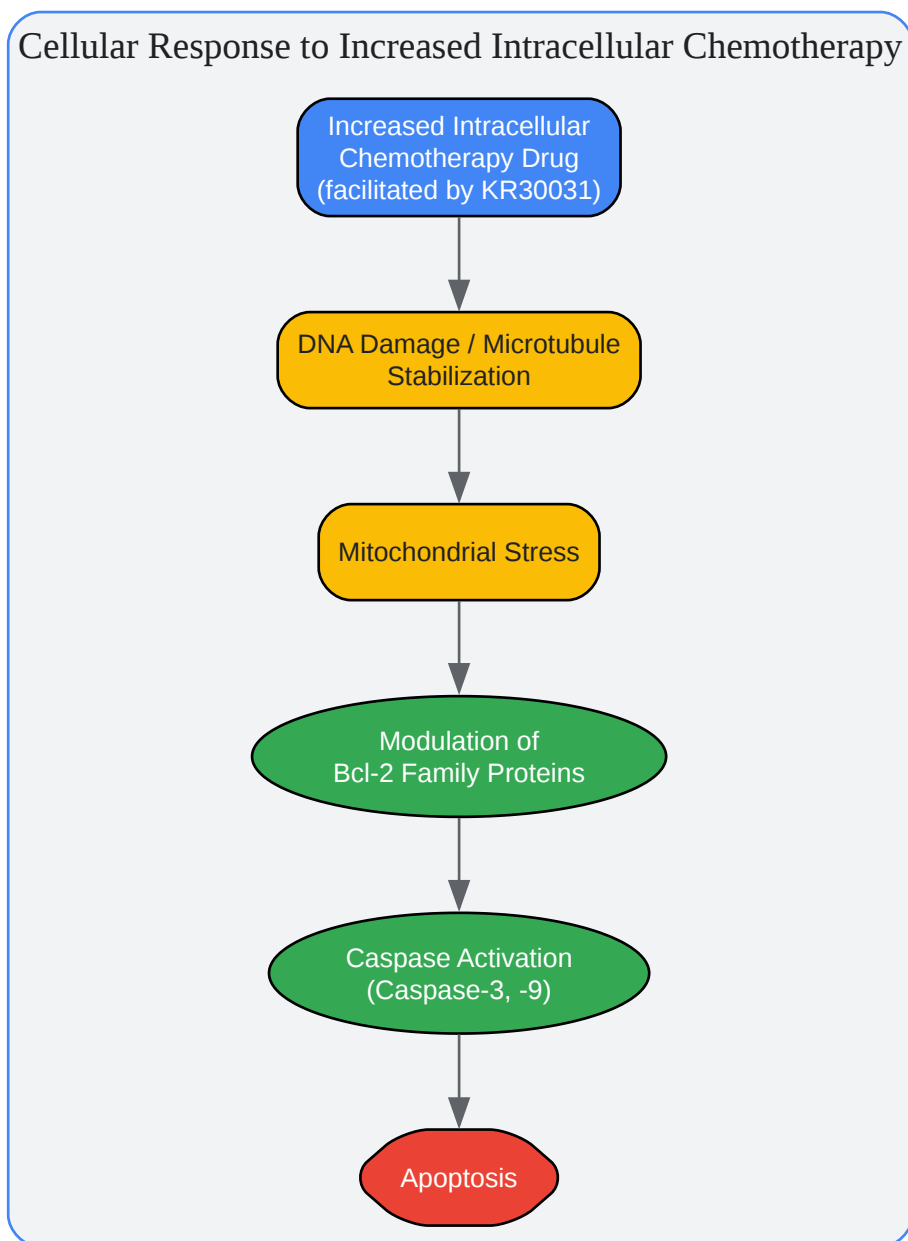 Cellular Response to Increased Intracellular Chemotherapy
Increased Intracellular
Chemotherapy Drug
(facilitated by KR30031)
DNA Damage / Microtubule
Stabilization
Mitochondrial Stress
Modulation of
Bcl-2 Family Proteins
Caspase Activation
(Caspase-3, -9)
Apoptosis